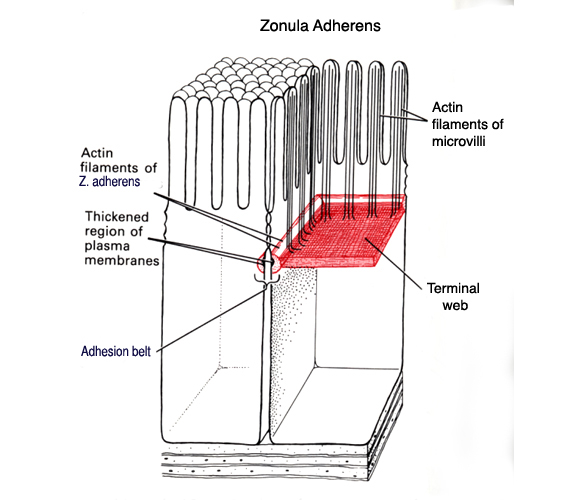 Zonula Adherens
Actin
filaments of
microvilli
Actin
filaments of
Z. adherens
Thickened
region of
plasma
membranes
Terminal
web
Adhesion belt